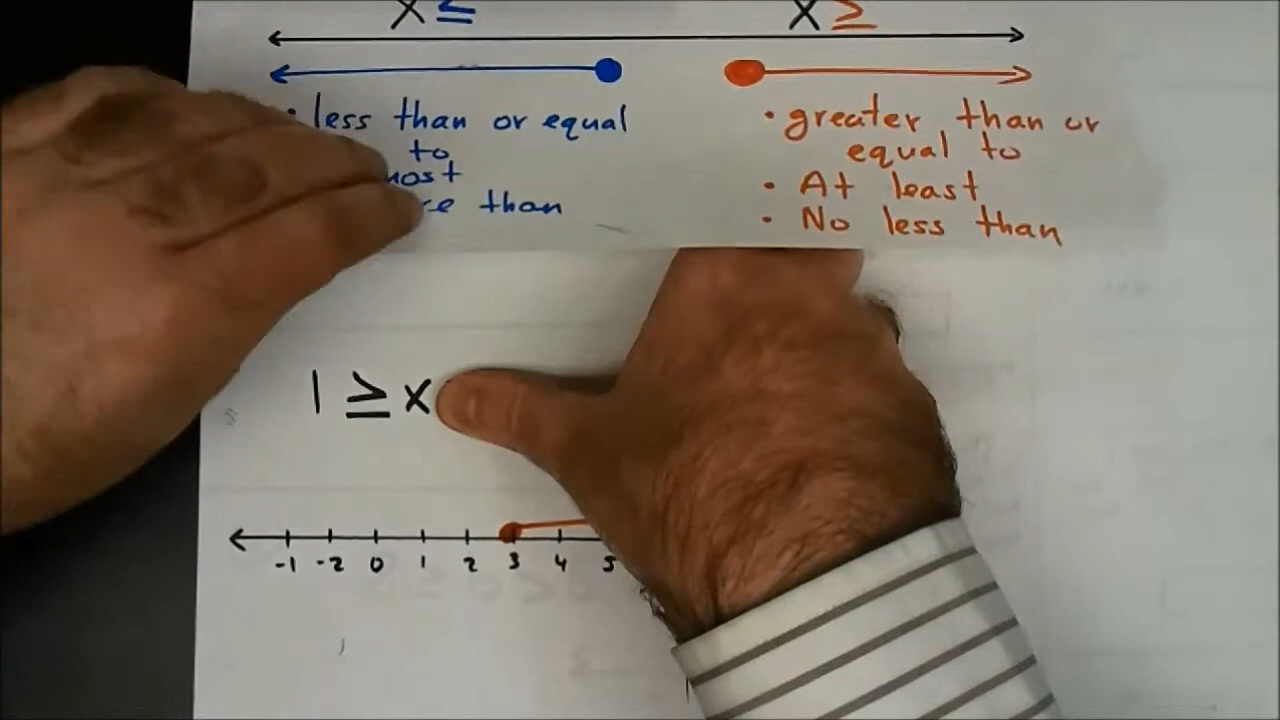 X ≤
X ≥
• less than or equal
to
than
• greater than or
equal to
• At least
• No less than
1 ≥ x
-1 -2 0 1 2 3 4 5